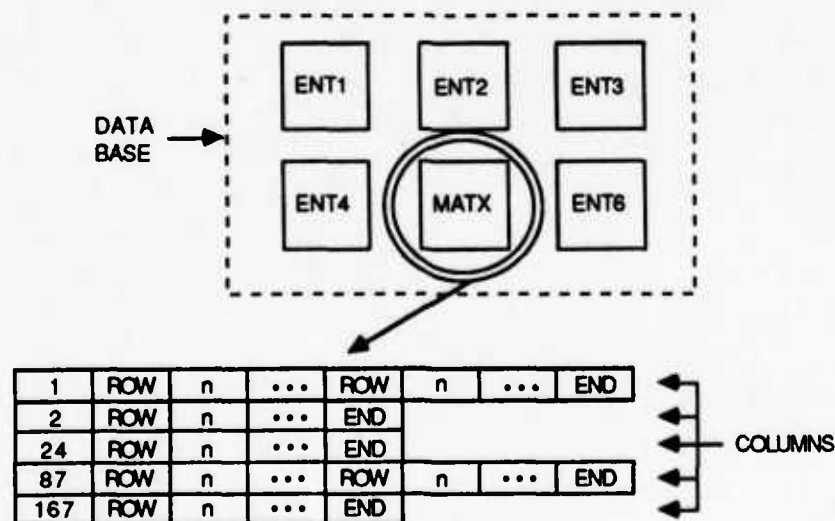 ENT1 ENT2 ENT3
DATA BASE
ENT4 MATX ENT6
1 ROW n ... ROW n ... END
2 ROW n ... END
24 ROW n ... END
COLUMNS
87 ROW n ... ROW n ... END
167 ROW n ... END